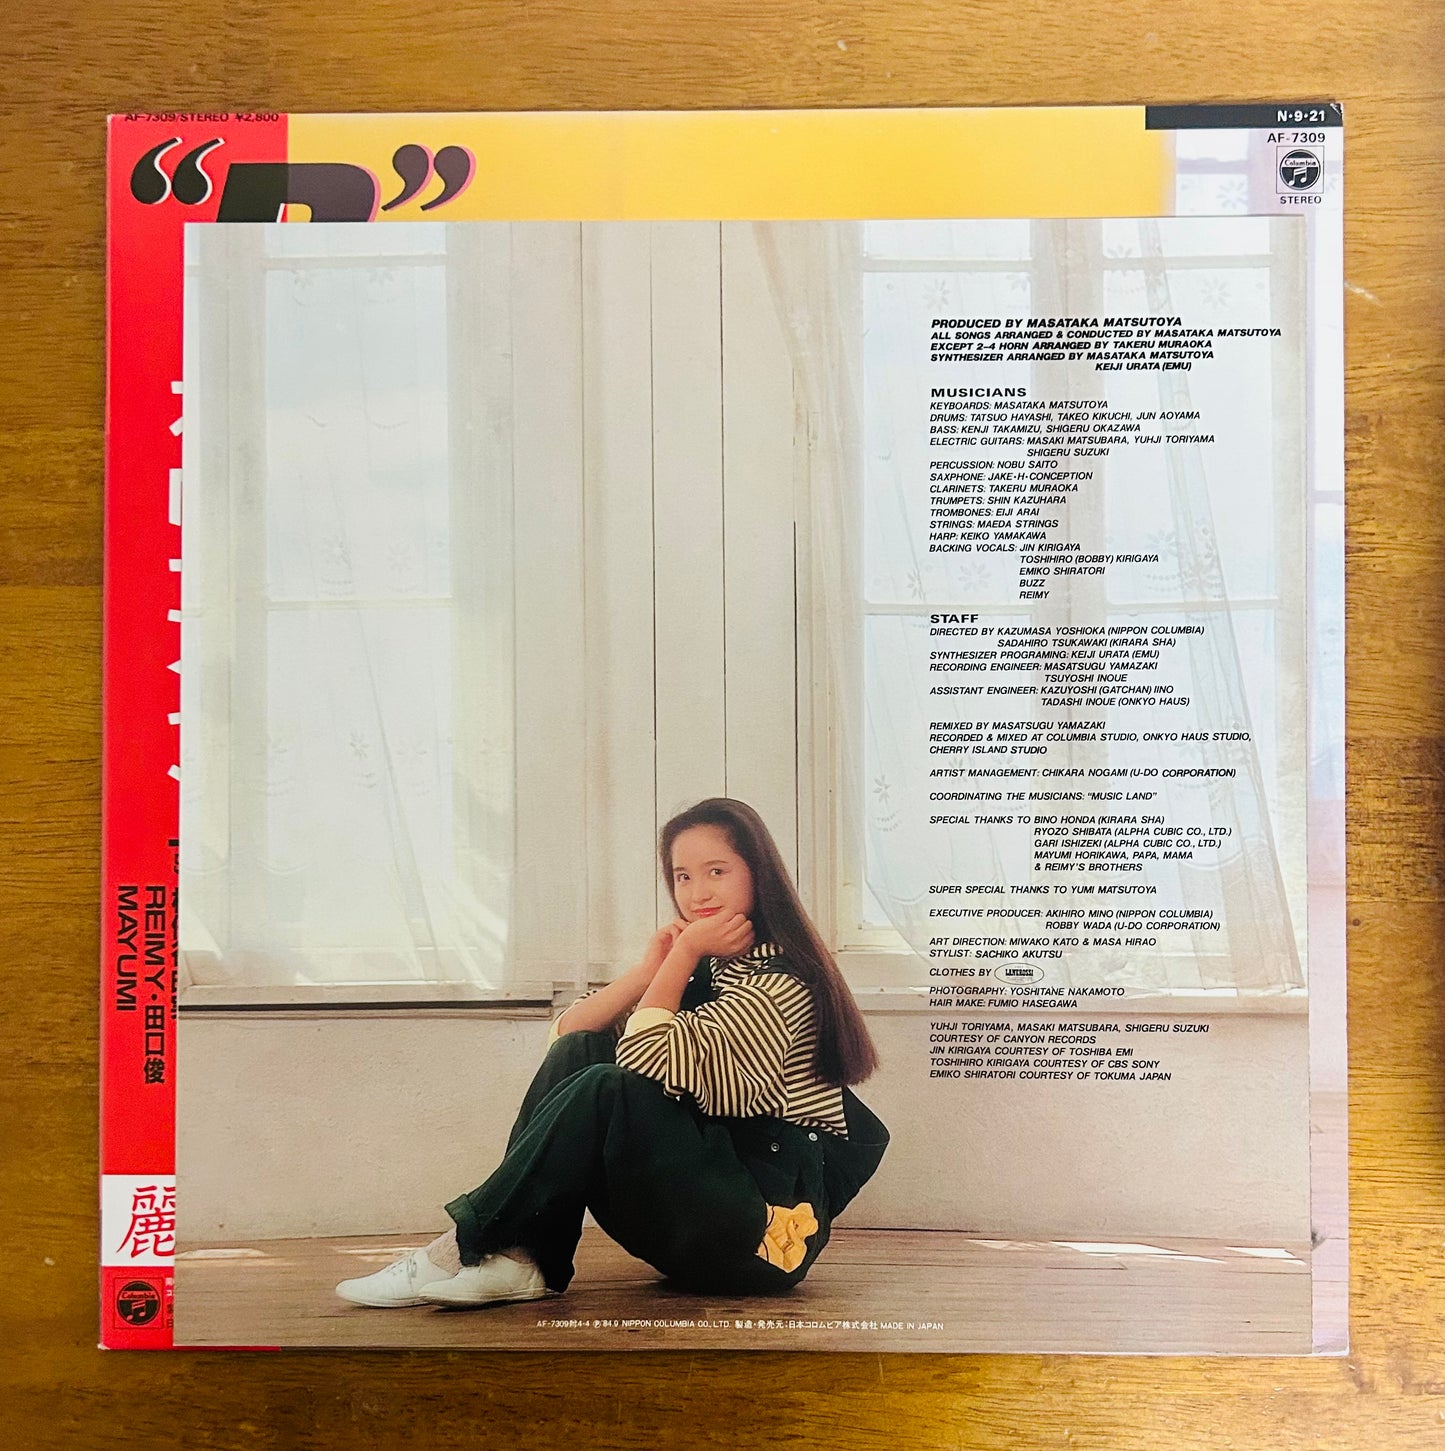 AF-7309/STEREO ¥2,800
N・9・21
AF-7309
Columbia
STEREO
“R”
PRODUCED BY MASATAKA MATSUTOYA
ALL SONGS ARRANGED & CONDUCTED BY MASATAKA MATSUTOYA
EXCEPT 2-4 HORN ARRANGED BY TAKERU MURAOKA
SYNTHESIZER ARRANGED BY MASATAKA MATSUTOYA
KEIJI URATA (EMU)
MUSICIANS
KEYBOARDS: MASATAKA MATSUTOYA
DRUMS: TATSUO HAYASHI, TAKEO KIKUCHI, JUN AOYAMA
BASS: KENJI TAKAMIZU, SHIGERU OKAZAWA
ELECTRIC GUITARS: MASAKI MATSUBARA, YUHJI TORIYAMA
SHIGERU SUZUKI
PERCUSSION: NOBU SAITO
SAXPHONE: JAKE・H・CONCEPTION
CLARINETS: TAKERU MURAOKA
TRUMPETS: SHIN KAZUHARA
TROMBONES: EIJI ARAI
STRINGS: MAEDA STRINGS
HARP: KEIKO YAMAKAWA
BACKING VOCALS: JIN KIRIGAYA
TOSHIHIRO (BOBBY) KIRIGAYA
EMIKO SHIRATORI
BUZZ
REIMY
STAFF
DIRECTED BY KAZUMASA YOSHIOKA (NIPPON COLUMBIA)
SADAHIRO TSUKAWAKI (KIRARA SHA)
SYNTHESIZER PROGRAMING: KEIJI URATA (EMU)
RECORDING ENGINEER: MASATSUGU YAMAZAKI
TSUYOSHI INOUE
ASSISTANT ENGINEER: KAZUYOSHI (GATCHAN) IINO
TADASHI INOUE (ONKYO HAUS)
REMIXED BY MASATSUGU YAMAZAKI
RECORDED & MIXED AT COLUMBIA STUDIO, ONKYO HAUS STUDIO,
CHERRY ISLAND STUDIO
ARTIST MANAGEMENT: CHIKARA NOGAMI (U-DO CORPORATION)
COORDINATING THE MUSICIANS: “MUSIC LAND”
SPECIAL THANKS TO BINO HONDA (KIRARA SHA)
RYOZO SHIBATA (ALPHA CUBIC CO., LTD.)
GARI ISHIZEKI (ALPHA CUBIC CO., LTD.)
MAYUMI HORIKAWA, PAPA, MAMA
& REIMY'S BROTHERS
SUPER SPECIAL THANKS TO YUMI MATSUTOYA
EXECUTIVE PRODUCER: AKIHIRO MINO (NIPPON COLUMBIA)
ROBBY WADA (U-DO CORPORATION)
ART DIRECTION: MIWAKO KATO & MASA HIRAO
STYLIST: SACHIKO AKUTSU
CLOTHES BY LANEROSSI
PHOTOGRAPHY: YOSHITANE NAKAMOTO
HAIR MAKE: FUMIO HASEGAWA
YUHJI TORIYAMA, MASAKI MATSUBARA, SHIGERU SUZUKI
COURTESY OF CANYON RECORDS
JIN KIRIGAYA COURTESY OF TOSHIBA EMI
TOSHIHIRO KIRIGAYA COURTESY OF CBS SONY
EMIKO SHIRATORI COURTESY OF TOKUMA JAPAN
REIMY・田口俊
MAYUMI
麗
Columbia
AF-7309附4-4 Ⓟ'84.9 NIPPON COLUMBIA CO., LTD. 製造・発売元：日本コロムビア株式会社 MADE IN JAPAN